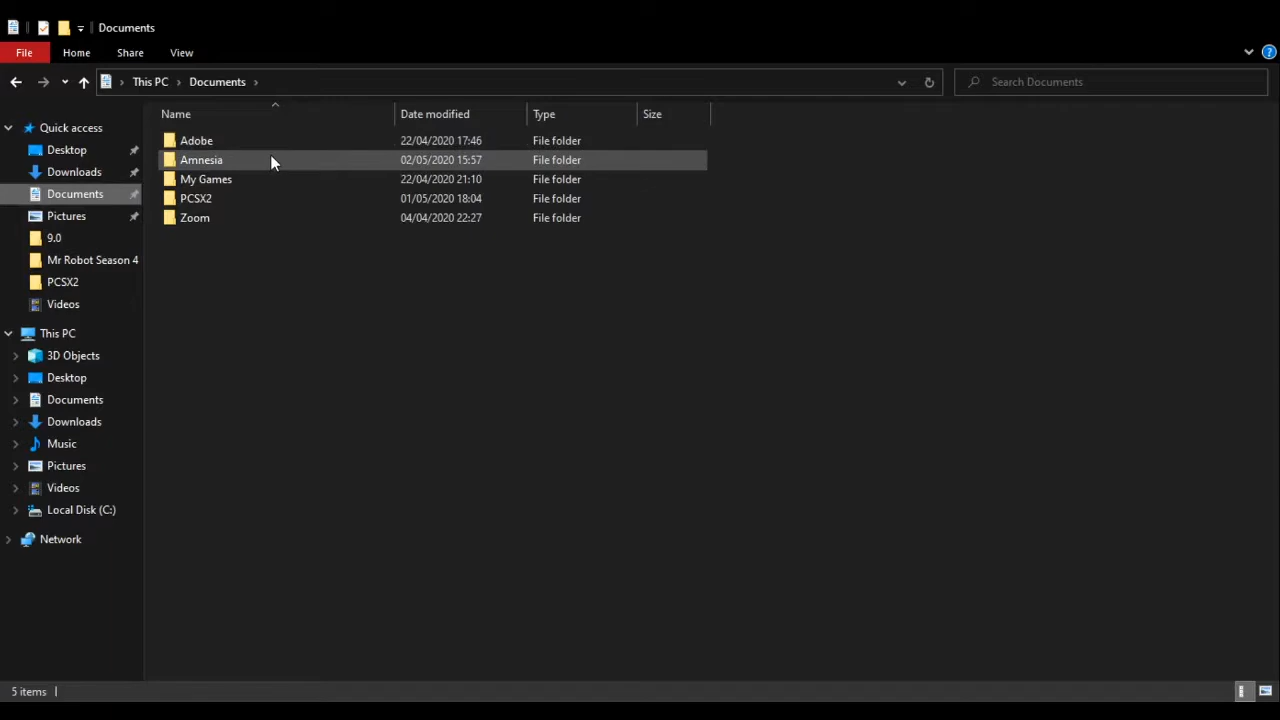 Documents
File Home Share View
This PC Documents Search Documents
Name Date modified Type Size
Adobe 22/04/2020 17:46 File folder
Amnesia 02/05/2020 15:57 File folder
My Games 22/04/2020 21:10 File folder
PCSX2 01/05/2020 18:04 File folder
Zoom 04/04/2020 22:27 File folder
Quick access
Desktop
Downloads
Documents
Pictures
9.0
Mr Robot Season 4
PCSX2
Videos
This PC
3D Objects
Desktop
Documents
Downloads
Music
Pictures
Videos
Local Disk (C:)
Network
5 items